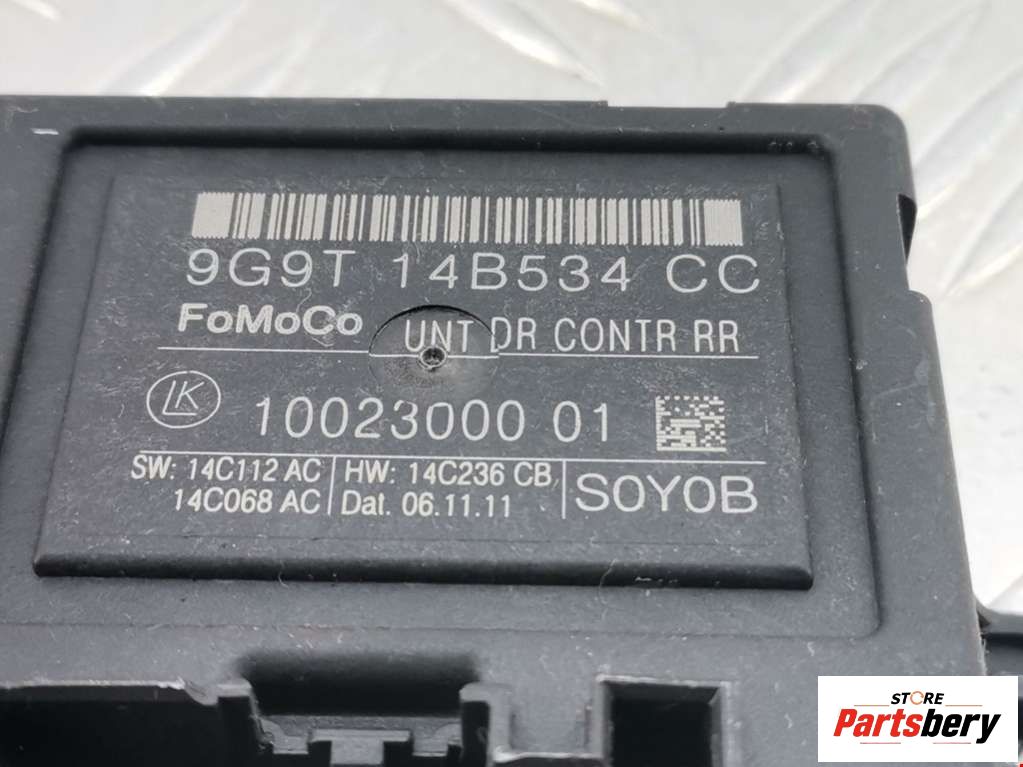 9G9T 14B534 CC
FoMoCo UNT DR CONTR RR
LK 10023000 01
SW: 14C112 AC HW: 14C236 CB S0Y0B
14C068 AC Dat. 06.11.11
STORE
Partsbery